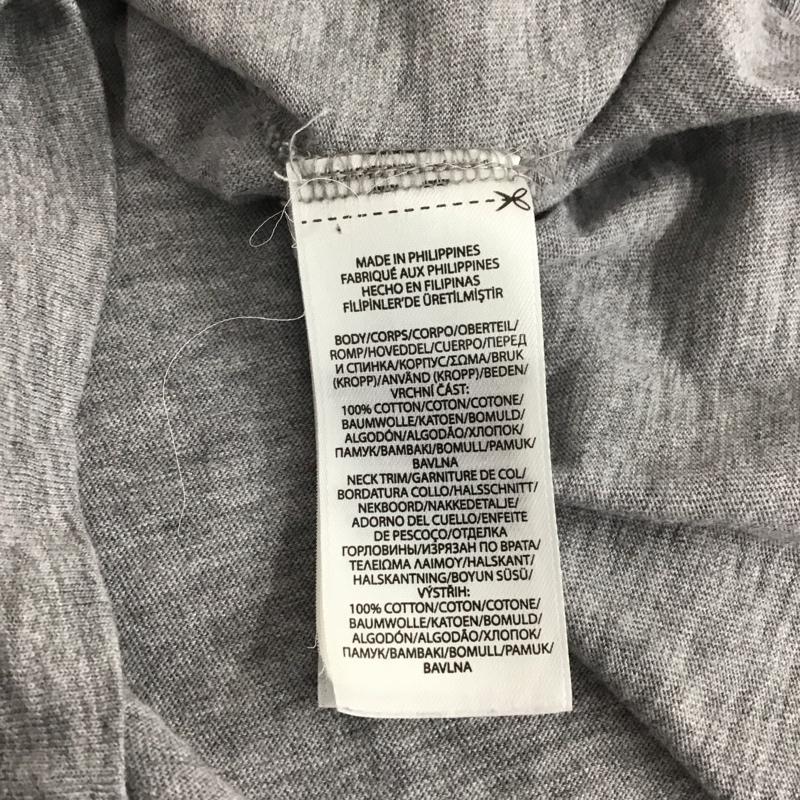 MADE IN PHILIPPINES
FABRIQUÉ AUX PHILIPPINES
HECHO EN FILIPINAS
FİLİPİNLER'DE ÜRETİLMİŞTİR
BODY/CORPS/CORPO/OBERTEIL/
ROMP/HOVEDDEL/CUERPO/ПЕРЕД
И СПИНКА/КОРПУС/ΣΩΜΑ/BRUK
(KROPP)/ANVÄND (KROPP)/BEDEN/
VRCHNÍ ČÁST:
100% COTTON/COTON/COTONE/
BAUMWOLLE/KATOEN/BOMULD/
ALGODÓN/ALGODÃO/ХЛОПОК/
ПАМУК/BAMBAKI/BOMULL/PAMUK/
BAVLNA
NECK TRIM/GARNITURE DE COL/
BORDATURA COLLO/HALSSCHNITT/
NEKBOORD/NAKKEDETALJE/
ADORNO DEL CUELLO/ENFEITE
DE PESCOÇO/ОТДЕЛКА
ГОРЛОВИНЫ/ИЗРЯЗАН ПО ВРАТА/
ΤΕΛΕΙΩΜΑ ΛΑΙΜΟΥ/HALSKANT/
HALSKANTNING/BOYUN SÜSÜ/
VÝSTŘIH:
100% COTTON/COTON/COTONE/
BAUMWOLLE/KATOEN/BOMULD/
ALGODÓN/ALGODÃO/ХЛОПОК/
ПАМУК/BAMBAKI/BOMULL/PAMUK/
BAVLNA